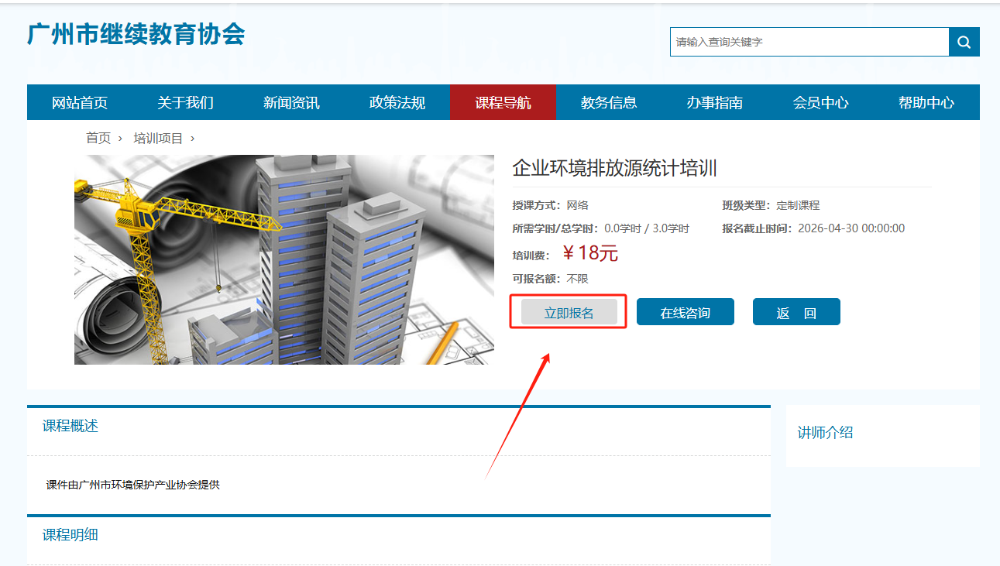 广州市继续教育协会
请输入查询关键字
网站首页 关于我们 新闻资讯 政策法规 课程导航 教务信息 办事指南 会员中心 帮助中心
首页 › 培训项目 ›
企业环境排放源统计培训
授课方式：网络 班级类型：定制课程
所需学时/总学时：0.0学时 / 3.0学时 报名截止时间：2026-04-30 00:00:00
培训费：￥18元
可报名额：不限
立即报名 在线咨询 返 回
课程概述
讲师介绍
课件由广州市环境保护产业协会提供
课程明细